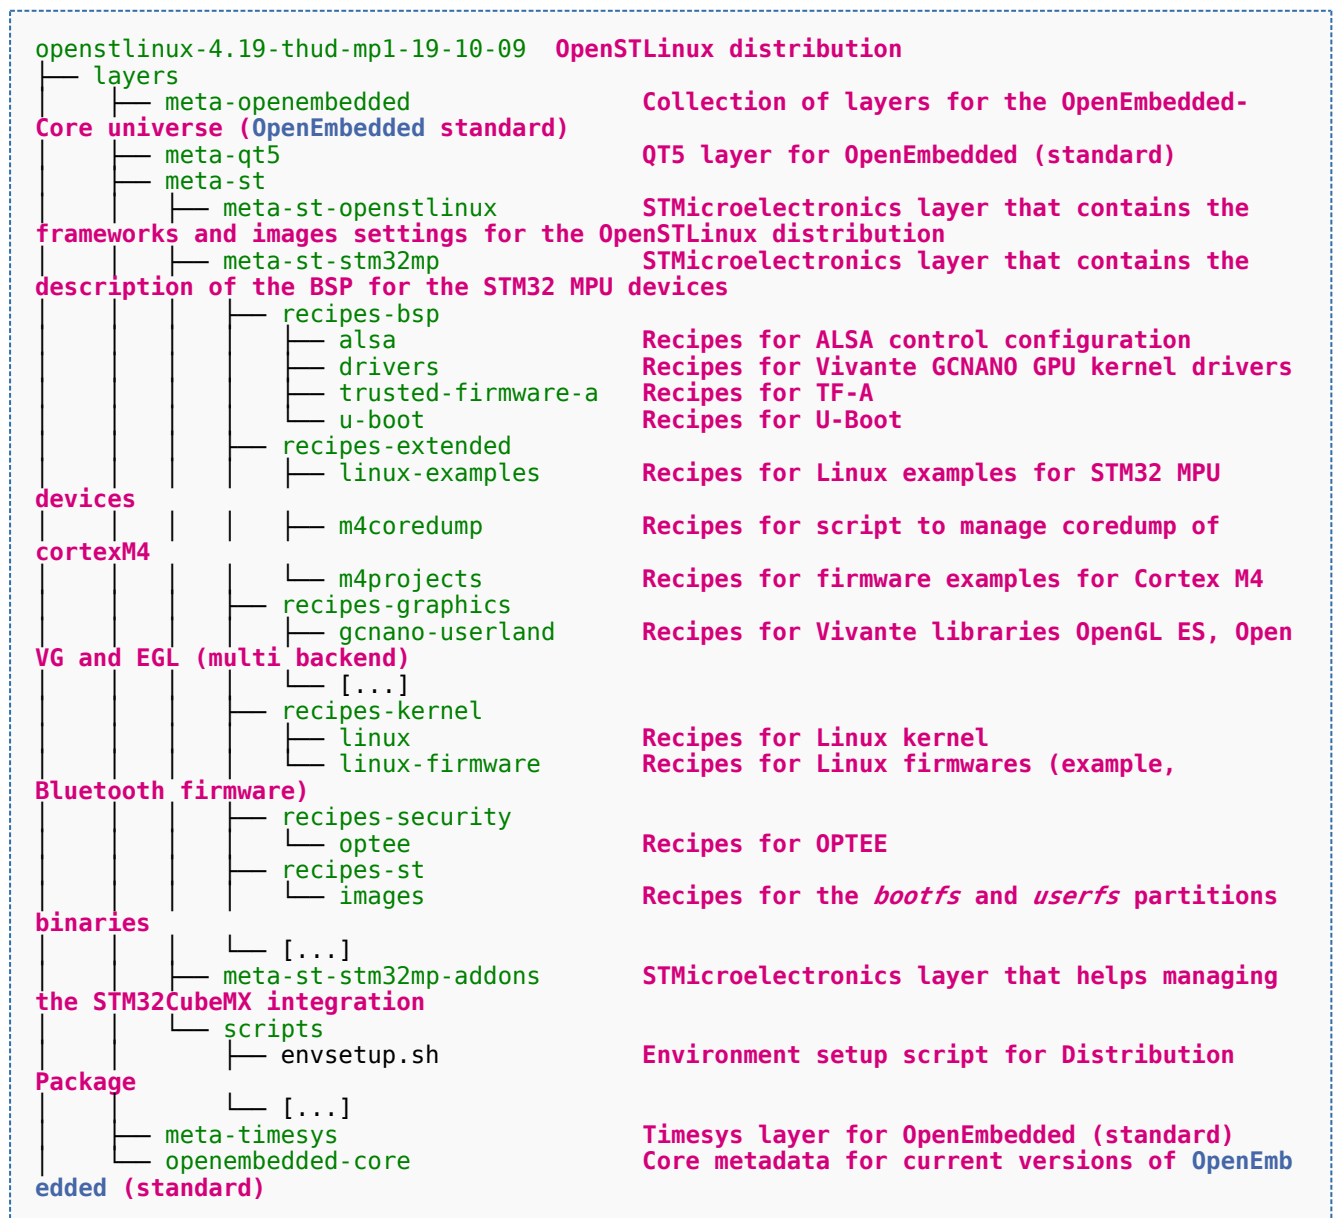 openstlinux-4.19-thud-mp1-19-10-09  OpenSTLinux distribution
├── layers
│    ├── meta-openembedded                Collection of layers for the OpenEmbedded-
Core universe (OpenEmbedded standard)
│    ├── meta-qt5                         QT5 layer for OpenEmbedded (standard)
│    ├── meta-st
│    │   ├── meta-st-openstlinux          STMicroelectronics layer that contains the
frameworks and images settings for the OpenSTLinux distribution
│    │   ├── meta-st-stm32mp              STMicroelectronics layer that contains the
description of the BSP for the STM32 MPU devices
│    │   │   ├── recipes-bsp
│    │   │   │   ├── alsa                 Recipes for ALSA control configuration
│    │   │   │   ├── drivers              Recipes for Vivante GCNANO GPU kernel drivers
│    │   │   │   ├── trusted-firmware-a   Recipes for TF-A
│    │   │   │   └── u-boot               Recipes for U-Boot
│    │   │   ├── recipes-extended
│    │   │   │   ├── linux-examples       Recipes for Linux examples for STM32 MPU
devices
│    │   │   │   ├── m4coredump           Recipes for script to manage coredump of
cortexM4
│    │   │   │   └── m4projects           Recipes for firmware examples for Cortex M4
│    │   │   ├── recipes-graphics
│    │   │   │   ├── gcnano-userland      Recipes for Vivante libraries OpenGL ES, Open
VG and EGL (multi backend)
│    │   │   │   └── [...]
│    │   │   ├── recipes-kernel
│    │   │   │   ├── linux                Recipes for Linux kernel
│    │   │   │   └── linux-firmware       Recipes for Linux firmwares (example,
Bluetooth firmware)
│    │   │   ├── recipes-security
│    │   │   │   └── optee                Recipes for OPTEE
│    │   │   ├── recipes-st
│    │   │   │   └── images               Recipes for the bootfs and userfs partitions
binaries
│    │   │   └── [...]
│    │   ├── meta-st-stm32mp-addons       STMicroelectronics layer that helps managing
the STM32CubeMX integration
│    │   └── scripts
│    │       ├── envsetup.sh              Environment setup script for Distribution
Package
│    │       └── [...]
│    ├── meta-timesys                     Timesys layer for OpenEmbedded (standard)
│    └── openembedded-core                Core metadata for current versions of OpenEmb
edded (standard)